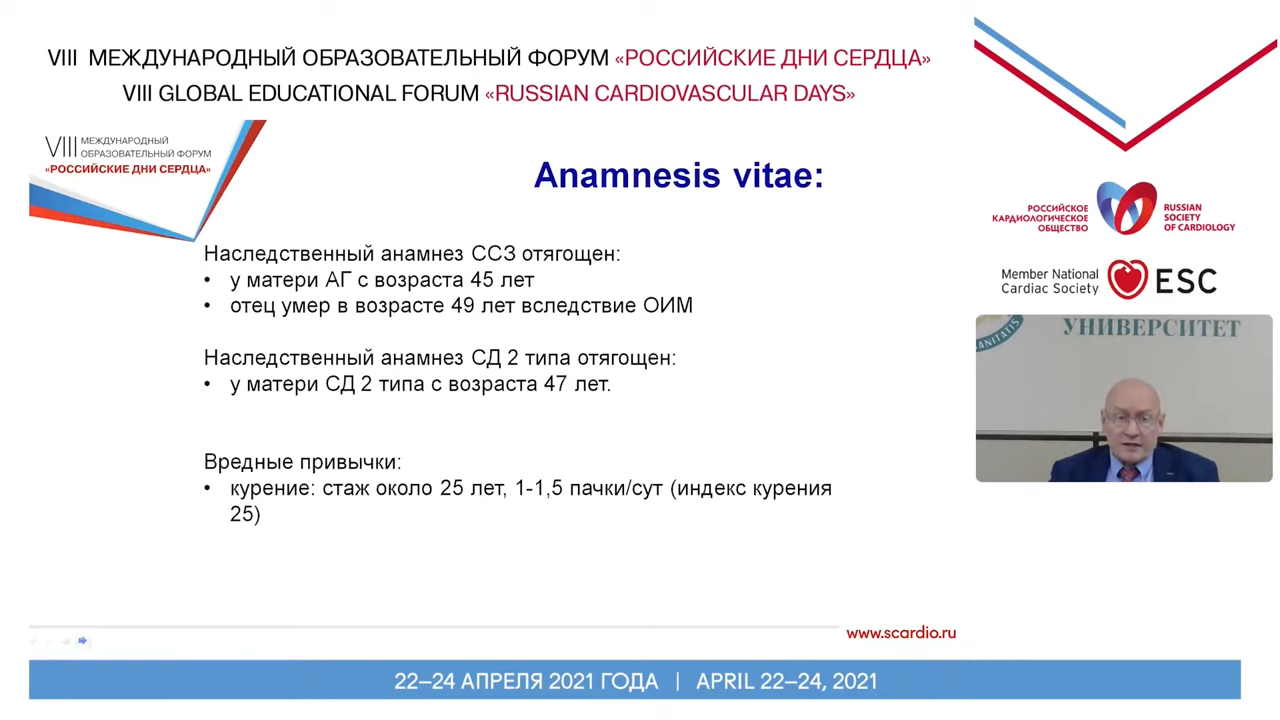 VIII МЕЖДУНАРОДНЫЙ ОБРАЗОВАТЕЛЬНЫЙ ФОРУМ «РОССИЙСКИЕ ДНИ СЕРДЦА»
VIII GLOBAL EDUCATIONAL FORUM «RUSSIAN CARDIOVASCULAR DAYS»
VIII МЕЖДУНАРОДНЫЙ
ОБРАЗОВАТЕЛЬНЫЙ ФОРУМ
«РОССИЙСКИЕ ДНИ СЕРДЦА»
Anamnesis vitae:
Наследственный анамнез ССЗ отягощен:
• у матери АГ с возраста 45 лет
• отец умер в возрасте 49 лет вследствие ОИМ
Наследственный анамнез СД 2 типа отягощен:
• у матери СД 2 типа с возраста 47 лет.
Вредные привычки:
• курение: стаж около 25 лет, 1-1,5 пачки/сут (индекс курения
25)
РОССИЙСКОЕ
КАРДИОЛОГИЧЕСКОЕ
ОБЩЕСТВО
RUSSIAN
SOCIETY
OF CARDIOLOGY
Member National
Cardiac Society
ESC
УНИВЕРСИТЕТ
www.scardio.ru
22–24 АПРЕЛЯ 2021 ГОДА | APRIL 22–24, 2021